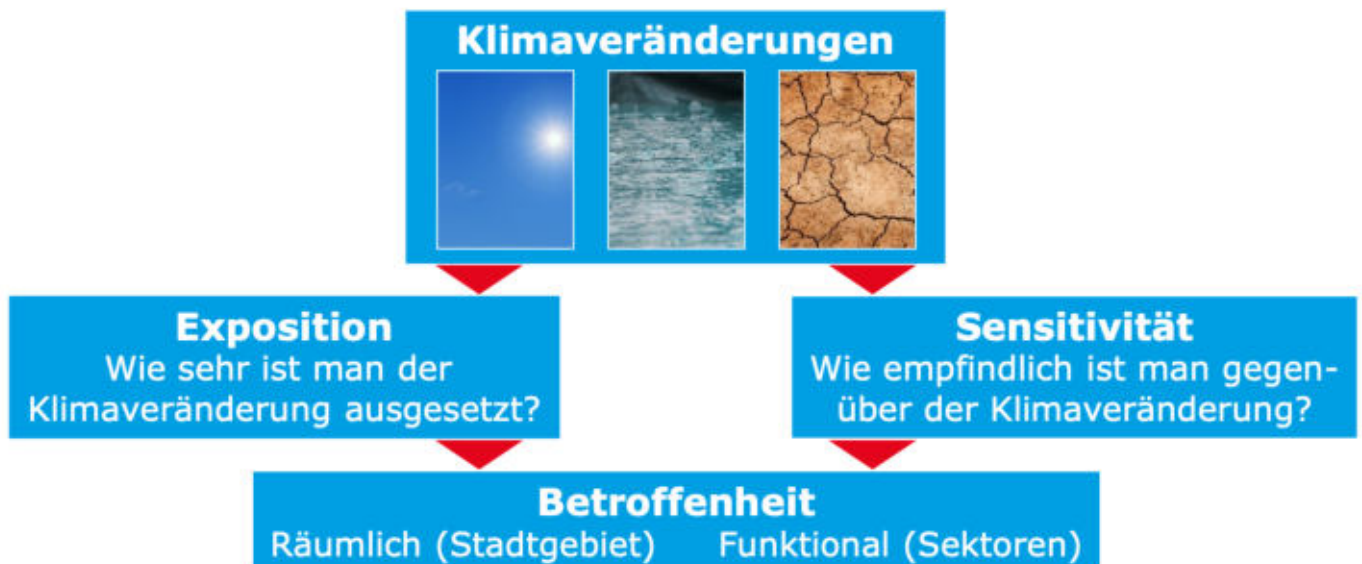 Klimaveränderungen
Exposition
Wie sehr ist man der
Klimaveränderung ausgesetzt?
Sensitivität
Wie empfindlich ist man gegen-
über der Klimaveränderung?
Betroffenheit
Räumlich (Stadtgebiet) Funktional (Sektoren)